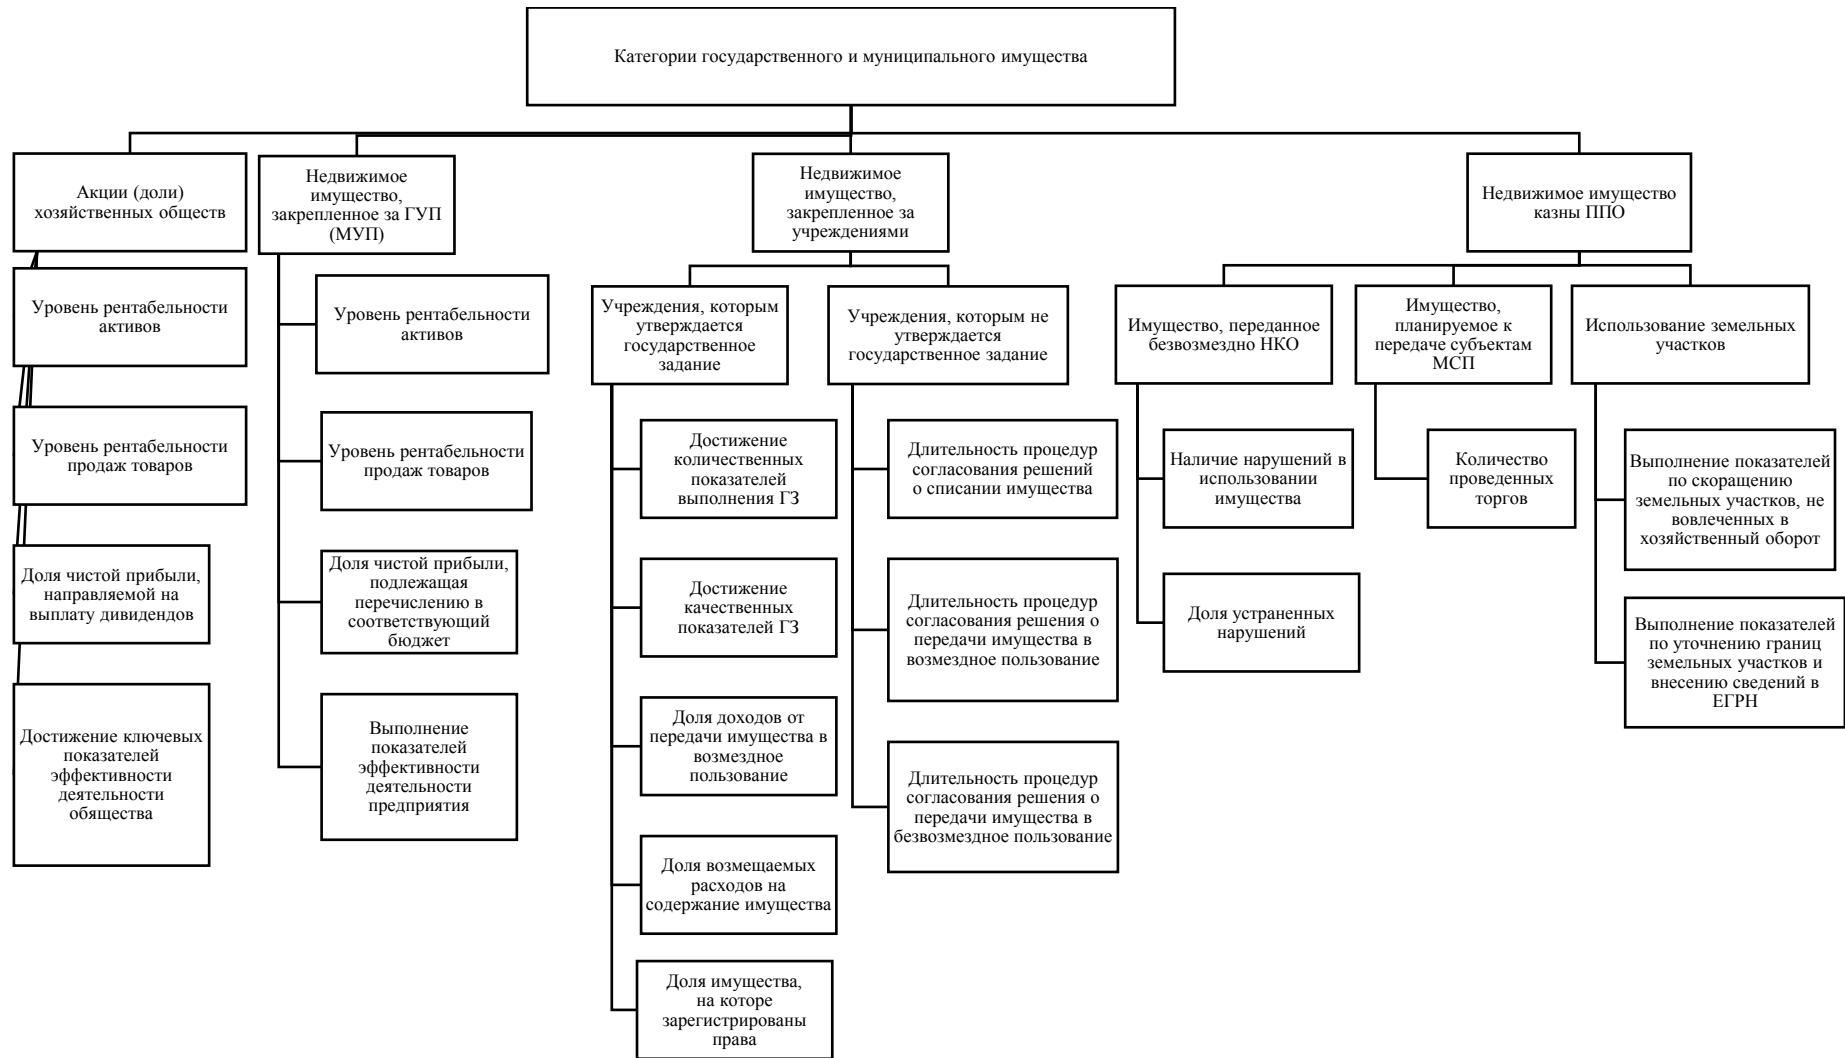 Категории государственного и муниципального имущества
Акции (доли)
хозяйственных обществ
Уровень рентабельности
активов
Уровень рентабельности
продаж товаров
Доля чистой прибыли,
направляемой на
выплату дивидендов
Достижение ключевых
показателей
эффективности
деятельности
обящества
Недвижимое
имущество,
закрепленное за ГУП
(МУП)
Уровень рентабельности
активов
Уровень рентабельности
продаж товаров
Доля чистой прибыли,
подлежащая
перечислению в
соответствующий
бюджет
Выполнение
показателей
эффективности
деятельности
предприятия
Недвижимое
имущество,
закрепленное за
учреждениями
Учреждения, которым
утверждается
государственное
задание
Достижение
количественных
показателей
выполнения ГЗ
Достижение
качественных
показателей ГЗ
Доля доходов от
передачи имущества в
возмездное
пользование
Доля возмещаемых
расходов на
содержание имущества
Доля имущества,
на которе
зарегистрированы
права
Учреждения, которым не
утверждается
государственное задание
Длительность процедур
согласования решений
о списании имущества
Длительность процедур
согласования решения о
передачи имущества в
возмездное пользование
Длительность процедур
согласования решения о
передачи имущества в
безвозмездное пользование
Недвижимое имущество
казны ППО
Имущество, переданное
безвозмездно НКО
Наличие нарушений в
использовании
имущества
Доля устраненных
нарушений
Имущество,
планируемое к
передаче субъектам
МСП
Количество
проведенных
торгов
Использование земельных
участков
Выполнение показателей
по скоращению
земельных участков, не
вовлеченных в
хозяйственный оборот
Выполнение показателей
по уточнению границ
земельных участков и
внесению сведений в
ЕГРН